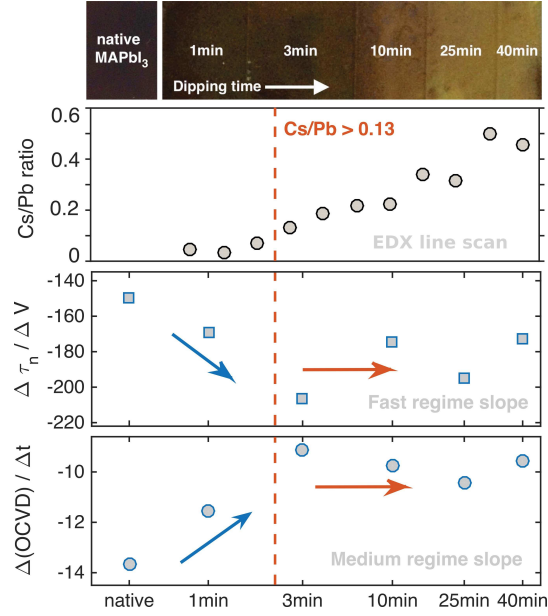 native
MAPbI₃
1min
3min
10min
25min
40min
Dipping time
Cs/Pb ratio
0.6
0.4
0.2
0
Cs/Pb > 0.13
EDX line scan
Δ τₙ / Δ V
-140
-160
-180
-200
-220
Fast regime slope
Δ(OCVD) / Δt
-10
-12
-14
Medium regime slope
native
1min
3min
10min
25min
40min